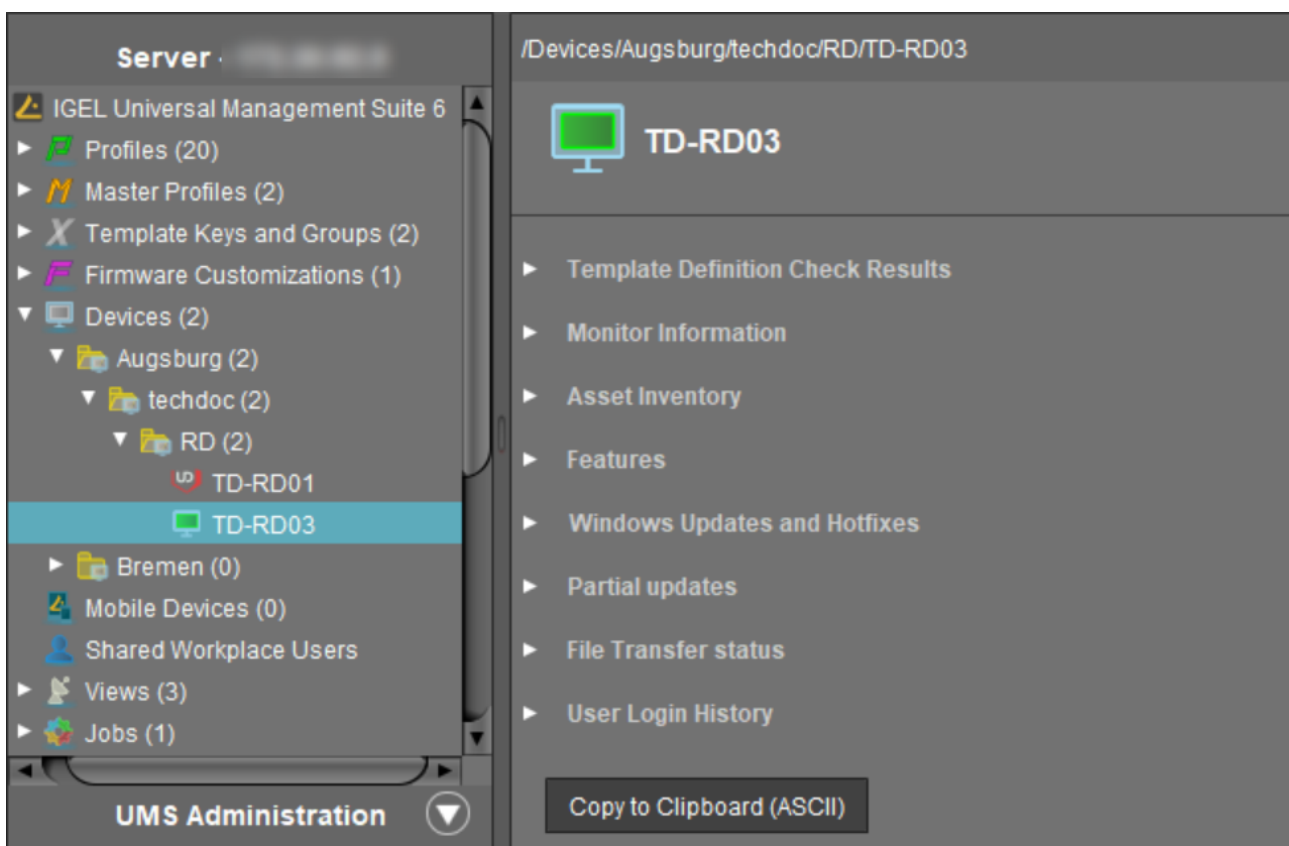 Server -
IGEL Universal Management Suite 6
Profiles (20)
Master Profiles (2)
Template Keys and Groups (2)
Firmware Customizations (1)
Devices (2)
Augsburg (2)
techdoc (2)
RD (2)
TD-RD01
TD-RD03
Bremen (0)
Mobile Devices (0)
Shared Workplace Users
Views (3)
Jobs (1)
UMS Administration
/Devices/Augsburg/techdoc/RD/TD-RD03
TD-RD03
Template Definition Check Results
Monitor Information
Asset Inventory
Features
Windows Updates and Hotfixes
Partial updates
File Transfer status
User Login History
Copy to Clipboard (ASCII)